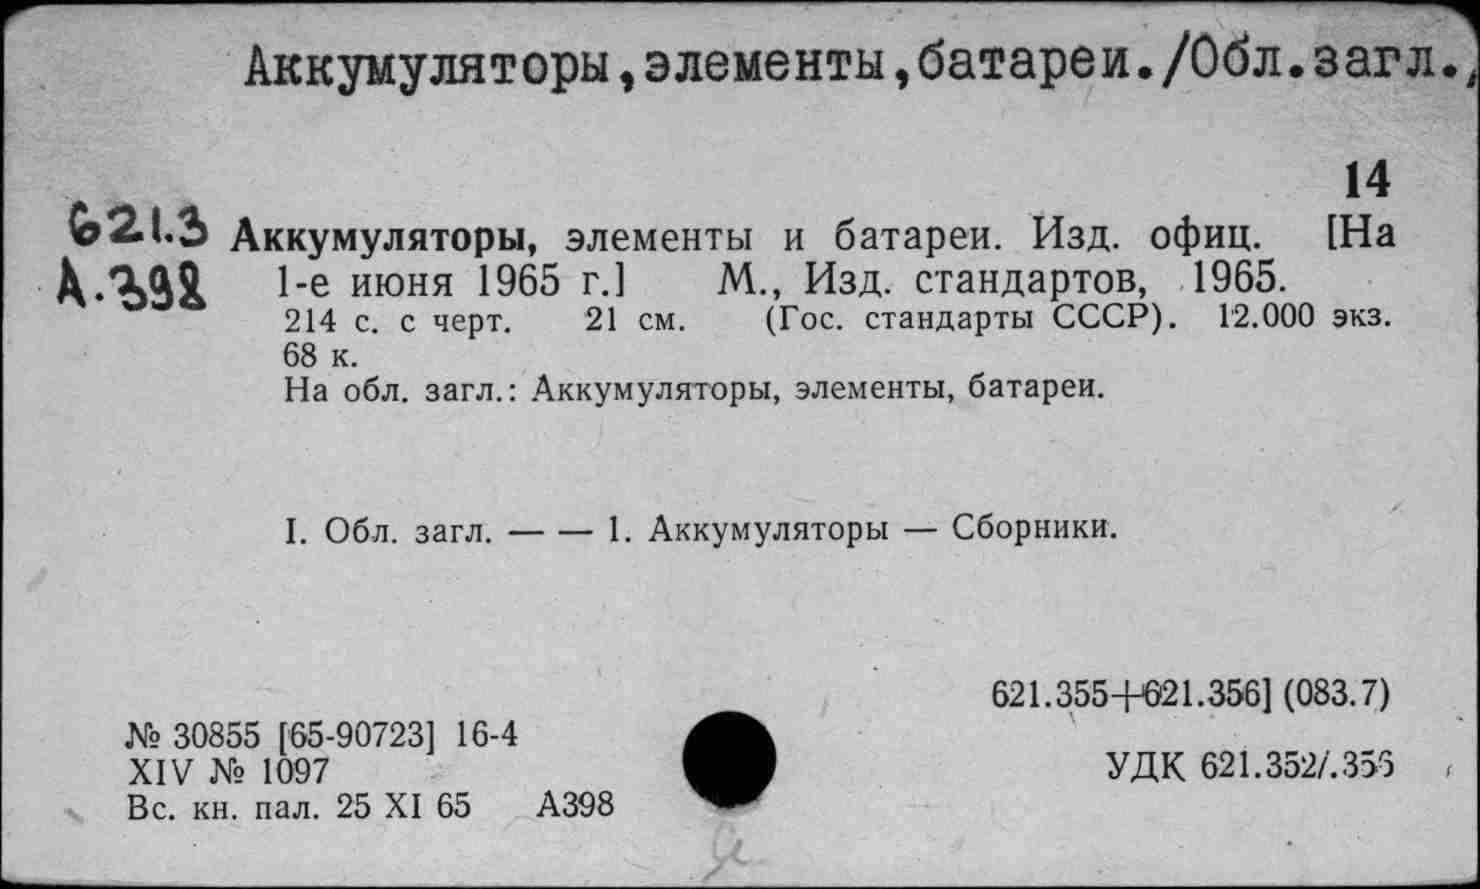 Аккумуляторы,элементы,батареи./Обл.загл.,
14
621.3 Аккумуляторы, элементы и батареи. Изд. офиц. [На
А.398 1-е июня 1965 г.] М., Изд. стандартов, 1965.
214 с. с черт. 21 см. (Гос. стандарты СССР). 12.000 экз.
68 к.
На обл. загл.: Аккумуляторы, элементы, батареи.
I. Обл. загл. — — 1. Аккумуляторы — Сборники.
621.355+621.356] (083.7)
№ 30855 [65-90723] 16-4
XIV № 1097
УДК 621.352/.356
Вс. кн. пал. 25 XI 65 А398